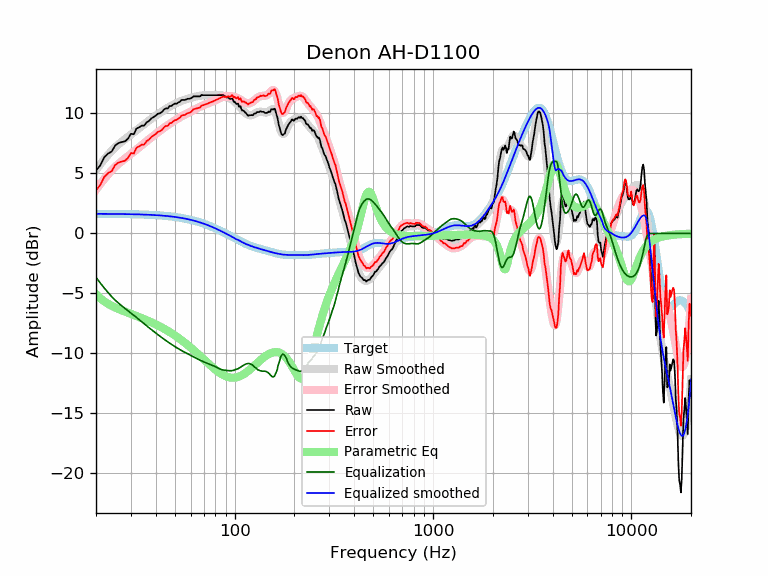 Denon AH-D1100
Amplitude (dBr)
10
5
0
−5
−10
−15
−20
Target
Raw Smoothed
Error Smoothed
Raw
Error
Parametric Eq
Equalization
Equalized smoothed
100
1000
10000
Frequency (Hz)